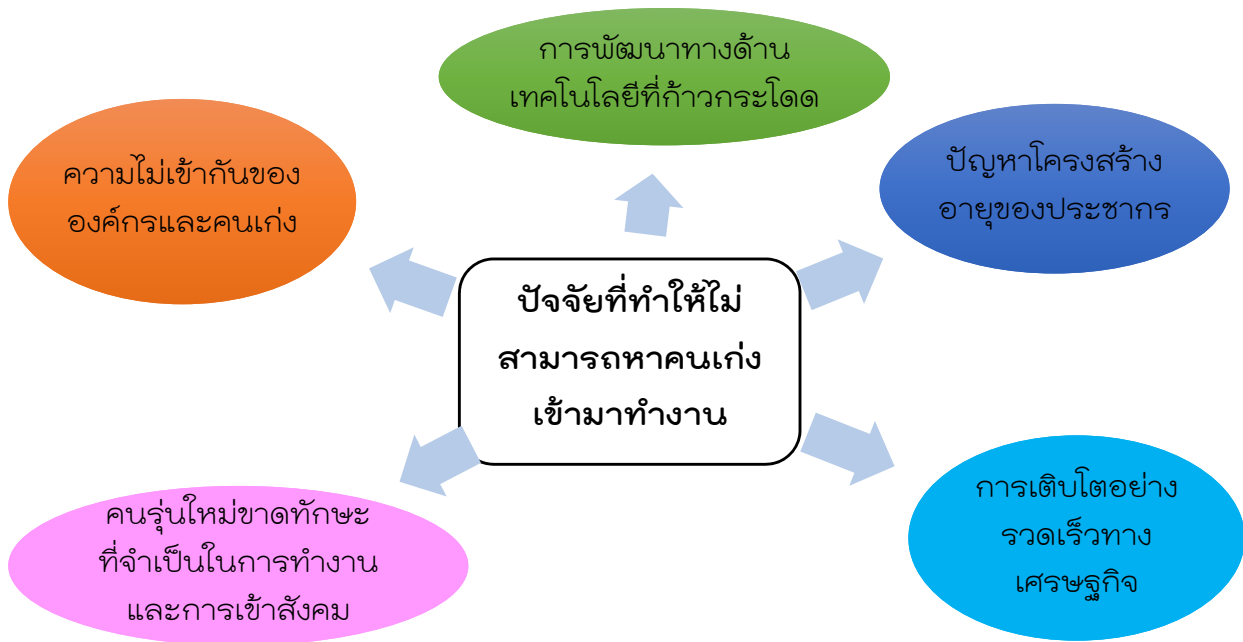 การพัฒนาทางด้าน
เทคโนโลยีที่ก้าวกระโดด
ความไม่เข้ากันของ
องค์กรและคนเก่ง
ปัญหาโครงสร้าง
อายุของประชากร
ปัจจัยที่ทำให้ไม่
สามารถหาคนเก่ง
เข้ามาทำงาน
คนรุ่นใหม่ขาดทักษะ
ที่จำเป็นในการทำงาน
และการเข้าสังคม
การเติบโตอย่าง
รวดเร็วทาง
เศรษฐกิจ